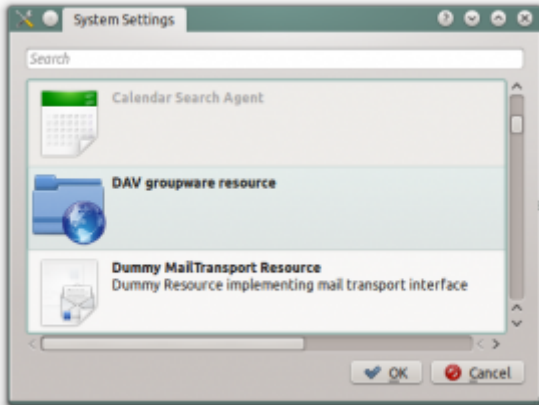 System Settings
Search
Calendar Search Agent
DAV groupware resource
Dummy MailTransport Resource
Dummy Resource implementing mail transport interface
OK
Cancel